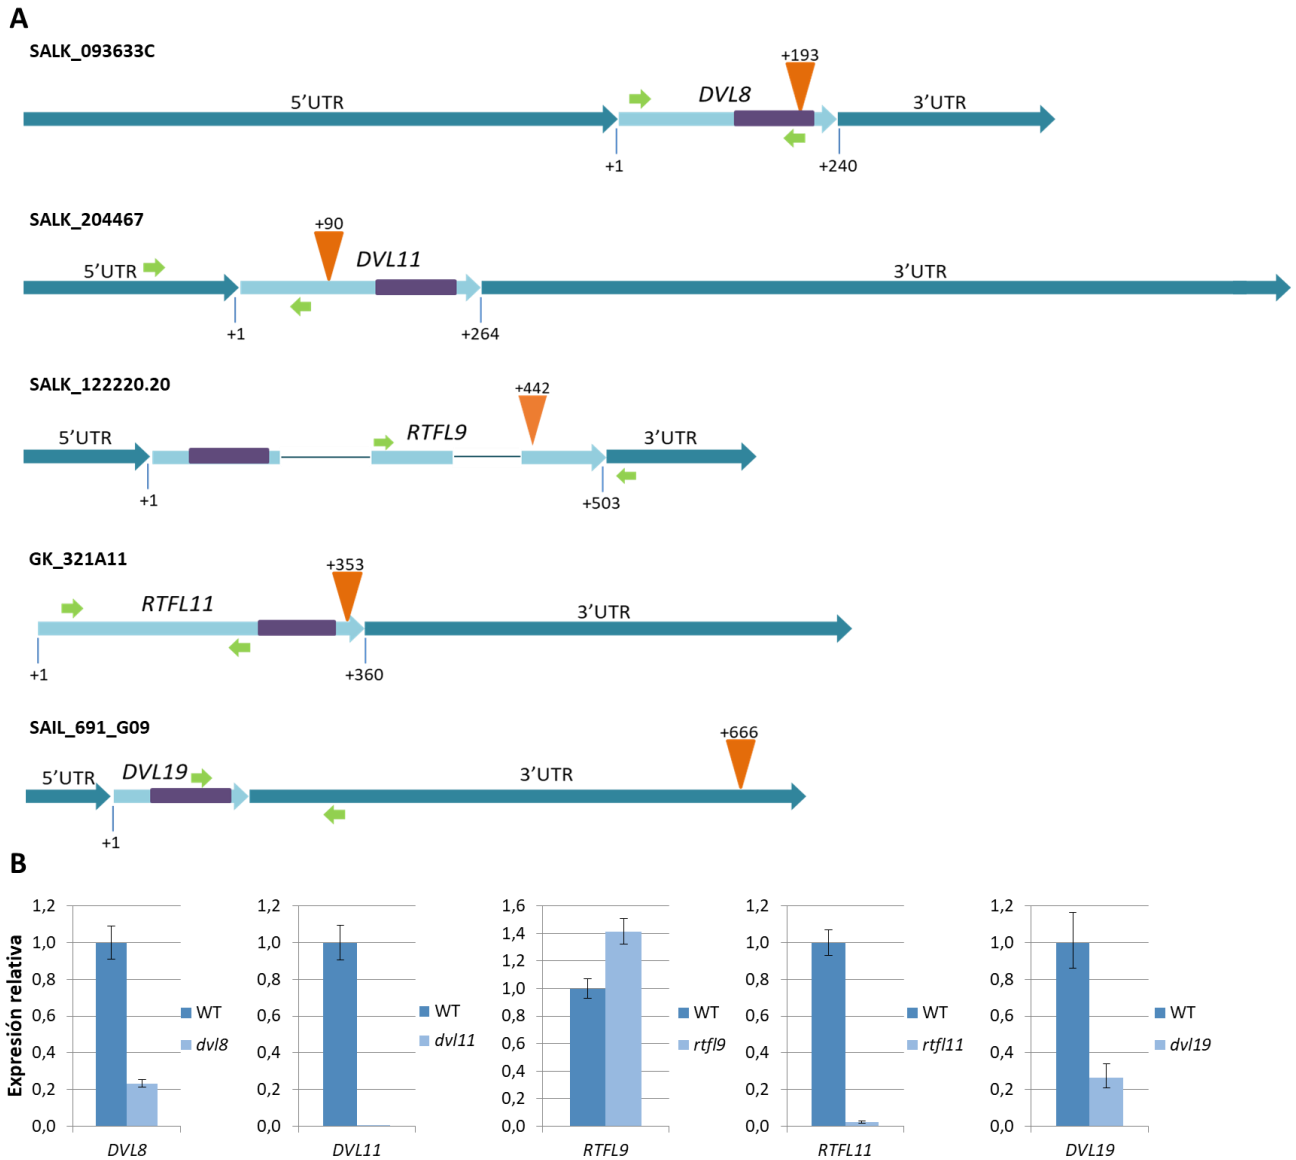 A
SALK_093633C
+193
5’UTR
DVL8
3’UTR
+1
+240
SALK_204467
+90
5’UTR
DVL11
3’UTR
+1
+264
SALK_122220.20
+442
5’UTR
RTFL9
3’UTR
+1
+503
GK_321A11
+353
RTFL11
3’UTR
+1
+360
SAIL_691_G09
+666
5’UTR
DVL19
3’UTR
+1
B
Expresión relativa
1,2
1,0
0,8
0,6
0,4
0,2
0,0
WT
dvl8
DVL8
1,2
1,0
0,8
0,6
0,4
0,2
0,0
WT
dvl11
DVL11
1,6
1,4
1,2
1,0
0,8
0,6
0,4
0,2
0,0
WT
rtfl9
RTFL9
1,2
1,0
0,8
0,6
0,4
0,2
0,0
WT
rtfl11
RTFL11
1,2
1,0
0,8
0,6
0,4
0,2
0,0
WT
dvl19
DVL19